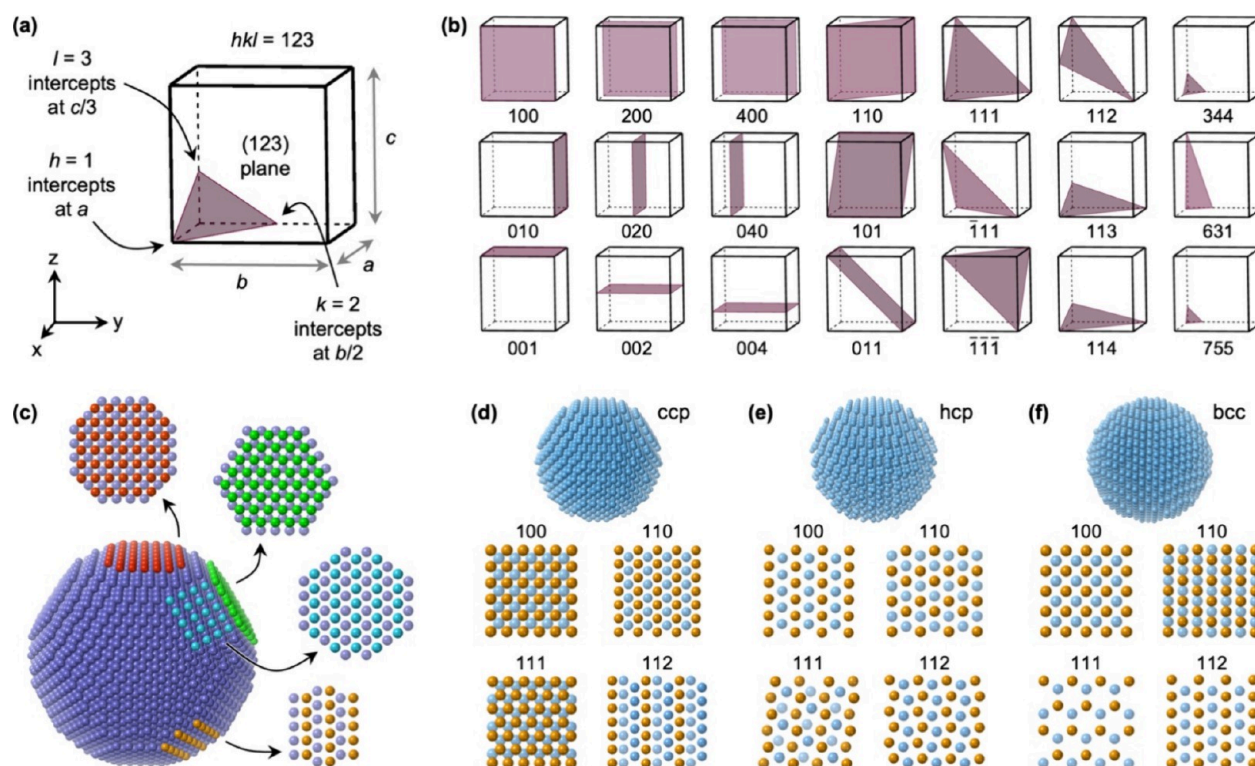 (a)
hkl = 123
l = 3
intercepts
at c/3
(123)
plane
c
h = 1
intercepts
at a
a
b
k = 2
intercepts
at b/2
z
y
x
(b)
100 200 400 110 111 112 344
010 020 040 101 1̅11 113 631
001 002 004 011 1̅1̅1̅ 114 755
(c)
(d) ccp
100 110
111 112
(e) hcp
100 110
111 112
(f) bcc
100 110
111 112